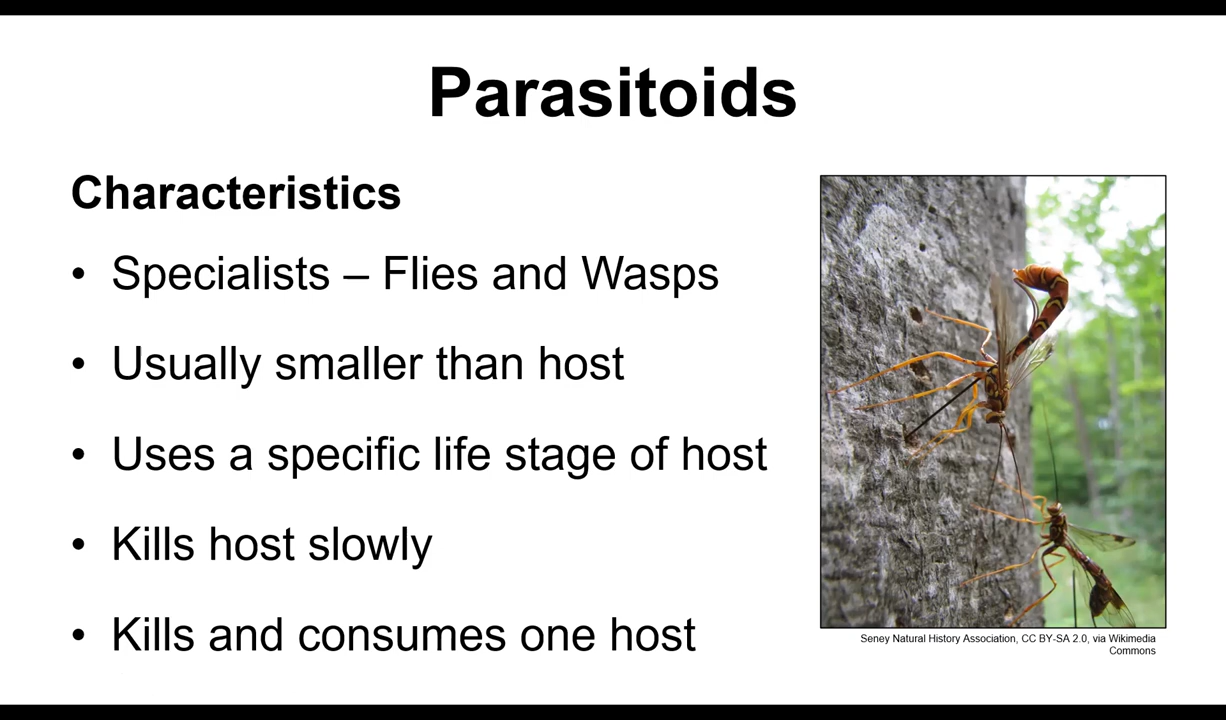 Parasitoids
Characteristics
• Specialists – Flies and Wasps
• Usually smaller than host
• Uses a specific life stage of host
• Kills host slowly
• Kills and consumes one host
Seney Natural History Association, CC BY-SA 2.0, via Wikimedia
Commons